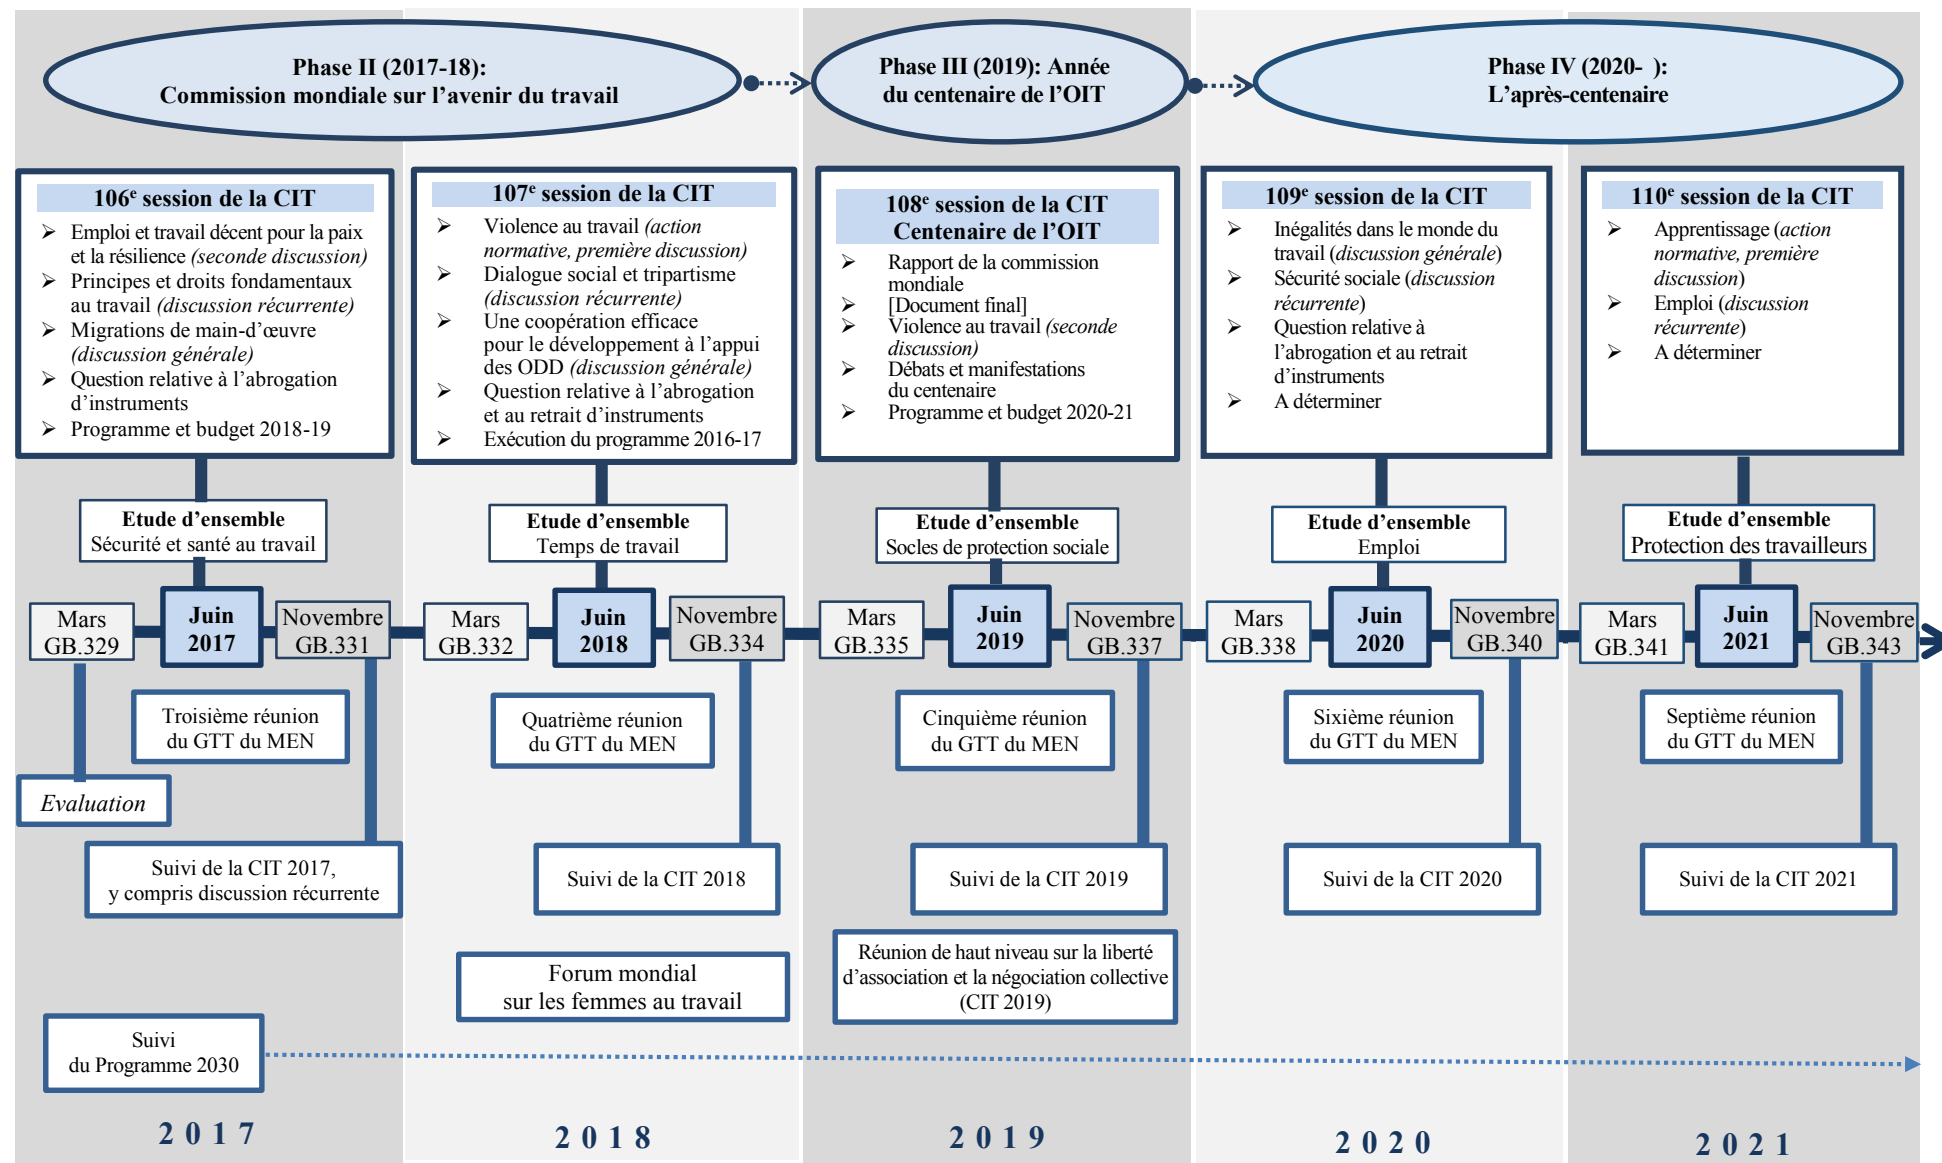 Phase II (2017-18):
Commission mondiale sur l’avenir du travail
Phase III (2019): Année
du centenaire de l’OIT
Phase IV (2020- ):
L’après-centenaire
106e session de la CIT
Emploi et travail décent pour la paix
et la résilience (seconde discussion)
Principes et droits fondamentaux
au travail (discussion récurrente)
Migrations de main-d’œuvre
(discussion générale)
Question relative à l’abrogation
d’instruments
Programme et budget 2018-19
107e session de la CIT
Violence au travail (action
normative, première discussion)
Dialogue social et tripartisme
(discussion récurrente)
Une coopération efficace
pour le développement à l’appui
des ODD (discussion générale)
Question relative à l’abrogation
et au retrait d’instruments
Exécution du programme 2016-17
108e session de la CIT
Centenaire de l’OIT
Rapport de la commission
mondiale
[Document final]
Violence au travail (seconde
discussion)
Débats et manifestations
du centenaire
Programme et budget 2020-21
109e session de la CIT
Inégalités dans le monde du
travail (discussion générale)
Sécurité sociale (discussion
récurrente)
Question relative à
l’abrogation et au retrait
d’instruments
A déterminer
110e session de la CIT
Apprentissage (action
normative, première
discussion)
Emploi (discussion
récurrente)
A déterminer
Etude d’ensemble
Sécurité et santé au travail
Etude d’ensemble
Temps de travail
Etude d’ensemble
Socles de protection sociale
Etude d’ensemble
Emploi
Etude d’ensemble
Protection des travailleurs
Mars
GB.329
Juin
2017
Novembre
GB.331
Mars
GB.332
Juin
2018
Novembre
GB.334
Mars
GB.335
Juin
2019
Novembre
GB.337
Mars
GB.338
Juin
2020
Novembre
GB.340
Mars
GB.341
Juin
2021
Novembre
GB.343
Troisième réunion
du GTT du MEN
Quatrième réunion
du GTT du MEN
Cinquième réunion
du GTT du MEN
Sixième réunion
du GTT du MEN
Septième réunion
du GTT du MEN
Evaluation
Suivi de la CIT 2017,
y compris discussion récurrente
Suivi de la CIT 2018
Suivi de la CIT 2019
Suivi de la CIT 2020
Suivi de la CIT 2021
Forum mondial
sur les femmes au travail
Réunion de haut niveau sur la liberté
d’association et la négociation collective
(CIT 2019)
Suivi
du Programme 2030
2017
2018
2019
2020
2021